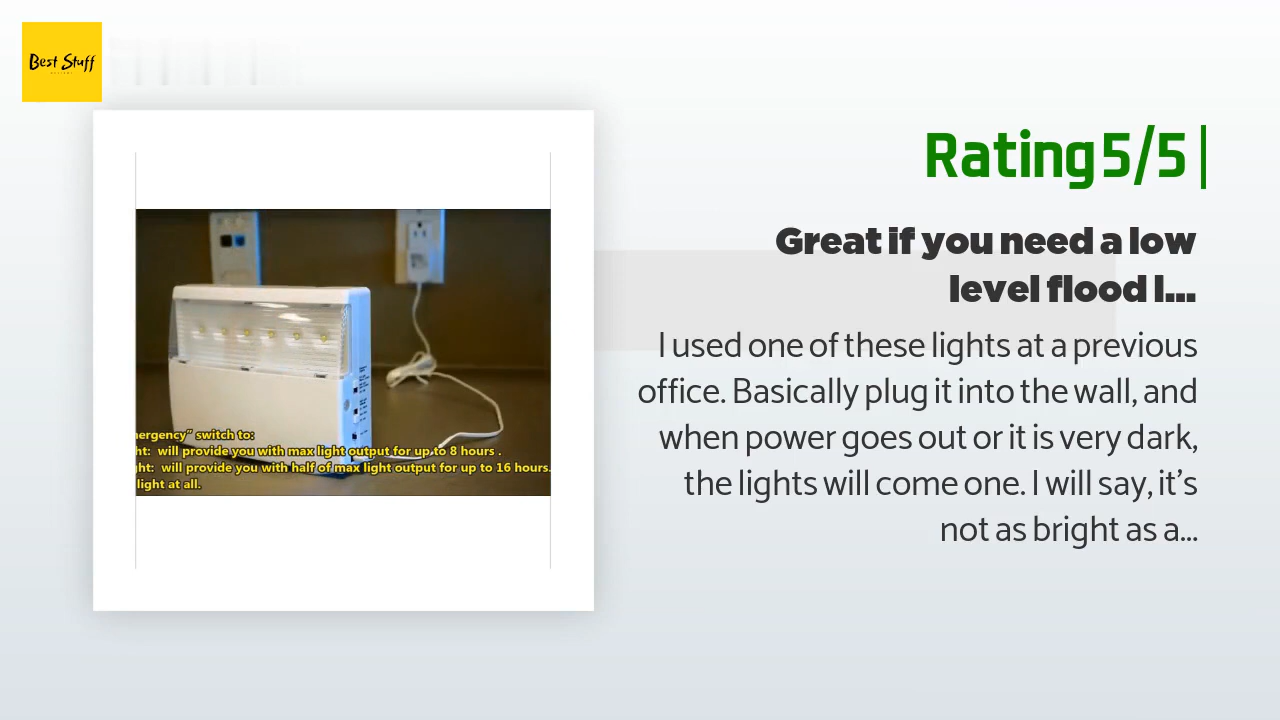 Best Stuff
Rating 5/5
Great if you need a low
level flood l...
I used one of these lights at a previous
office. Basically plug it into the wall, and
when power goes out or it is very dark,
the lights will come one. I will say, it's
not as bright as a...
ergency" switch to:
ht: will provide you with max light output for up to 8 hours .
ght: will provide you with half of max light output for up to 16 hours.
light at all.